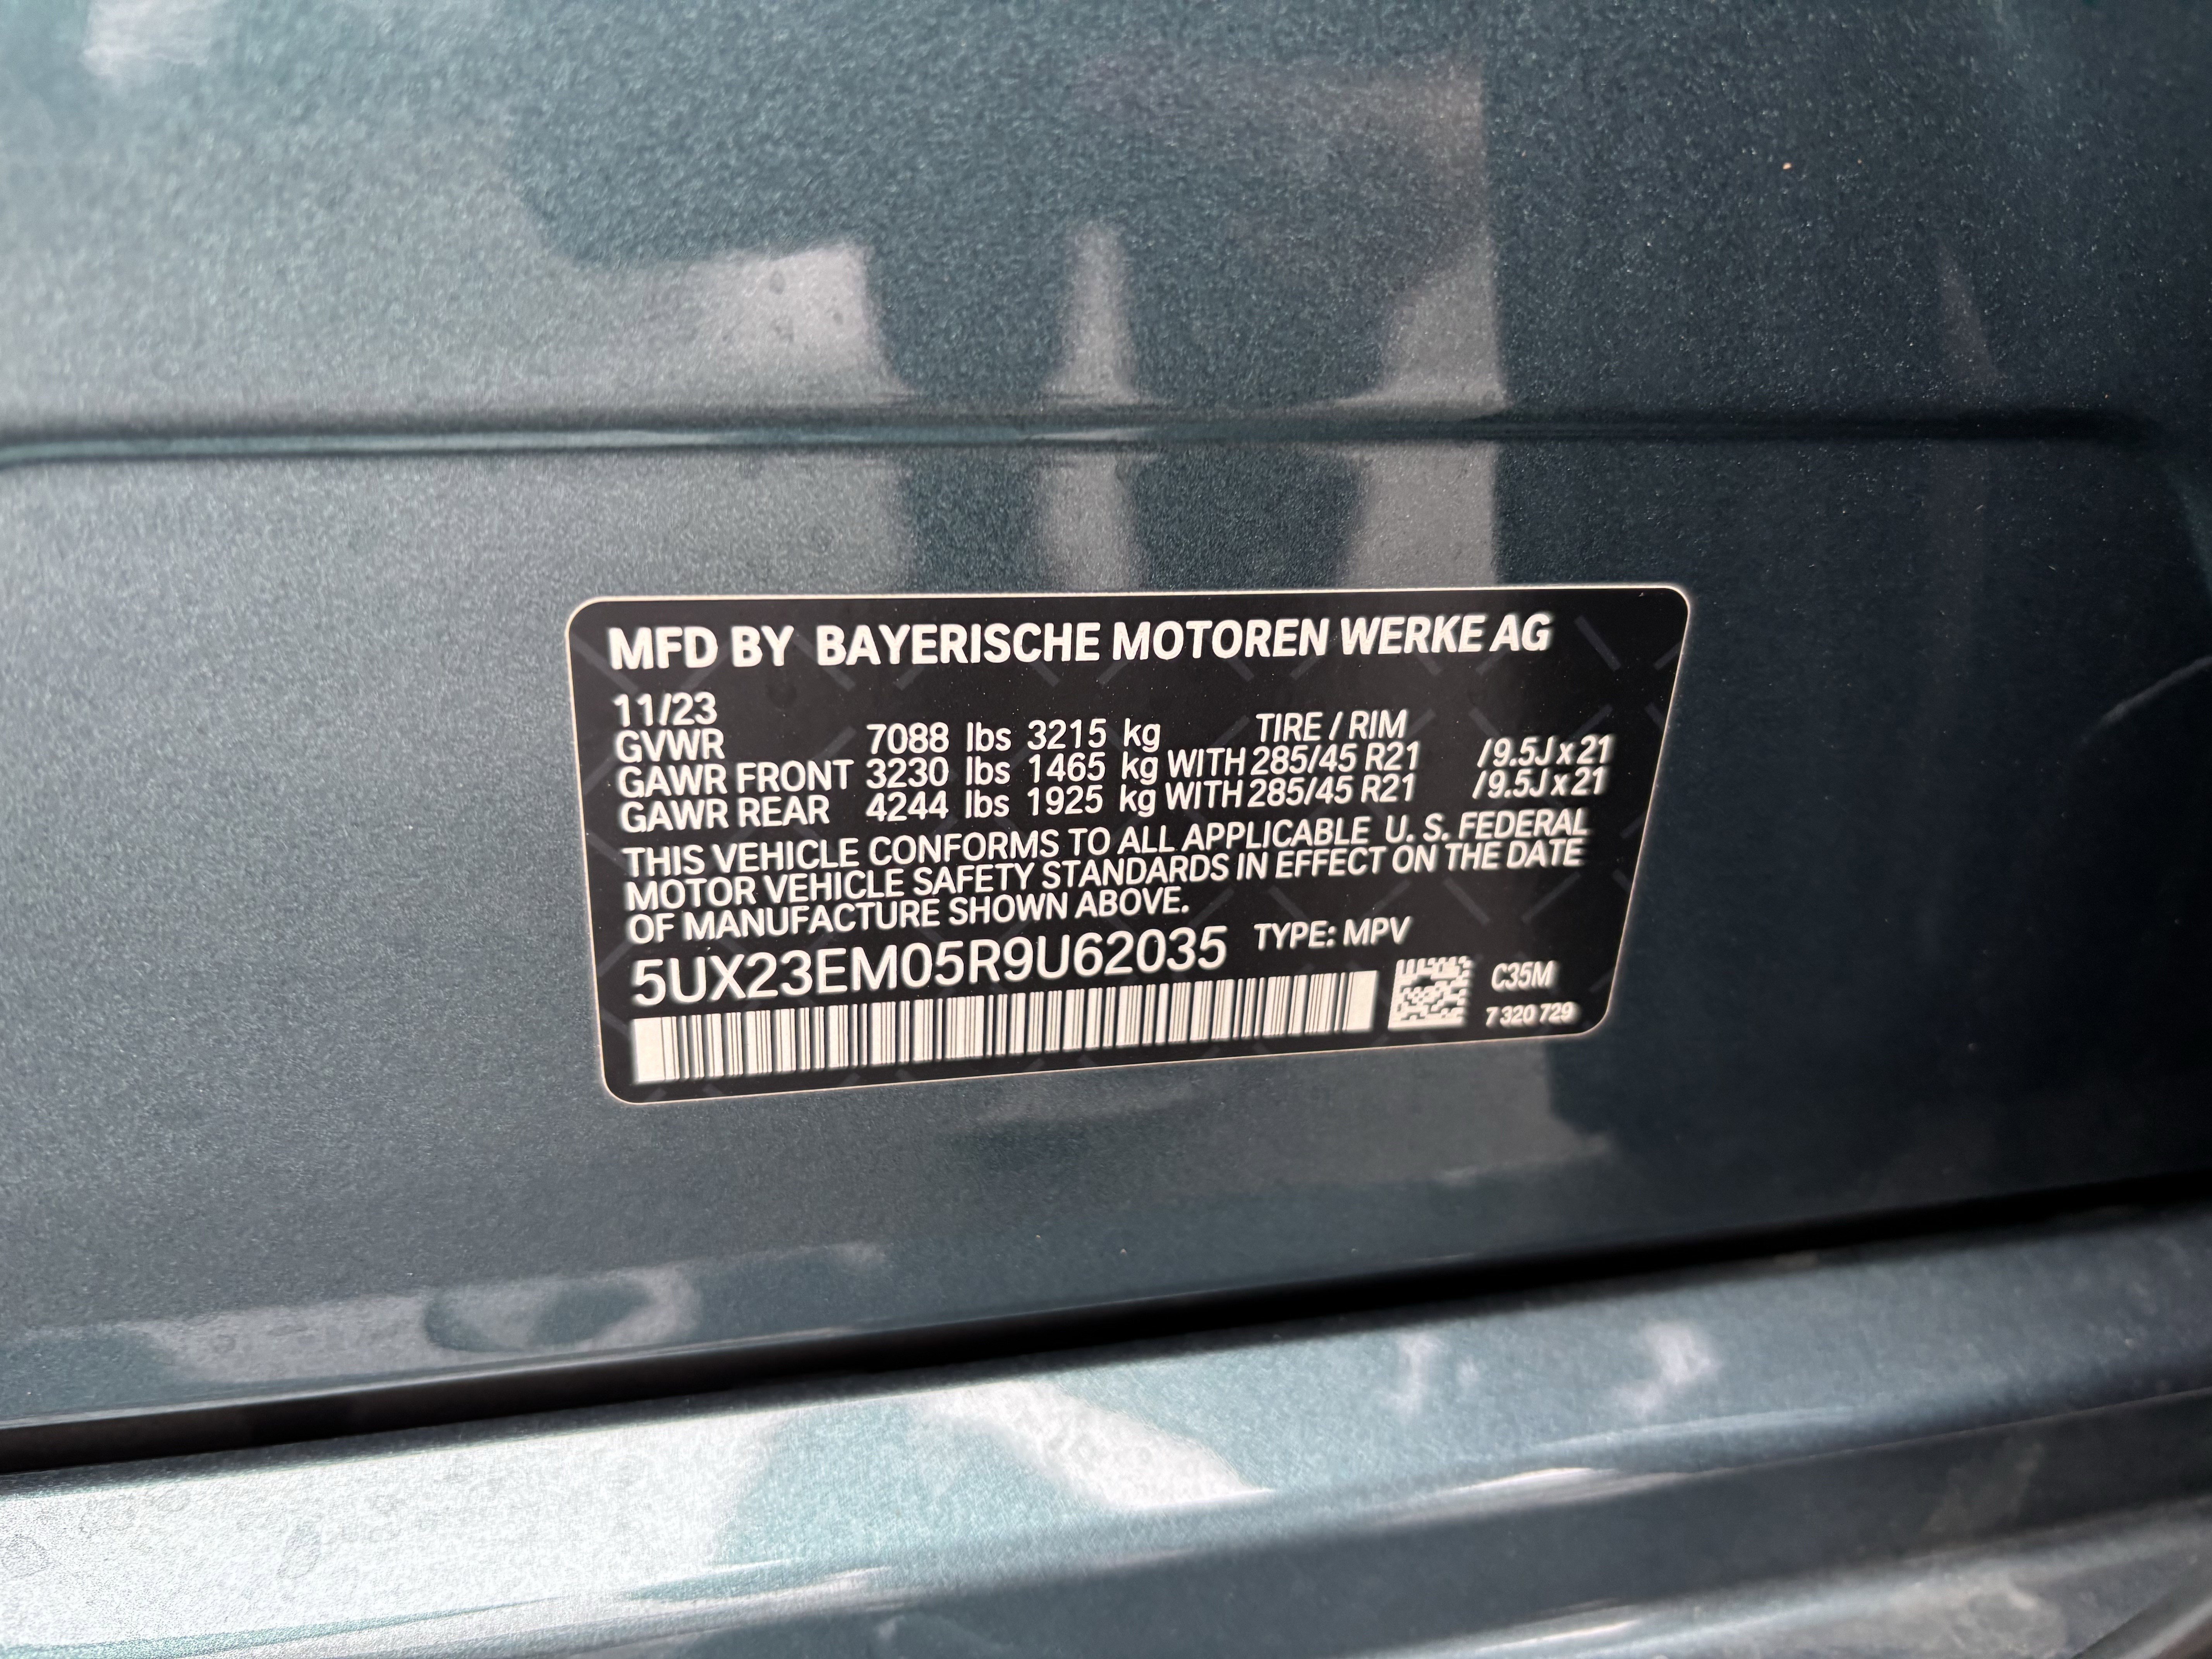 MFD BY BAYERISCHE MOTOREN WERKE AG
11/23
GVWR 7088 lbs 3215 kg TIRE / RIM
GAWR FRONT 3230 lbs 1465 kg WITH 285/45 R21 /9.5J x 21
GAWR REAR 4244 lbs 1925 kg WITH 285/45 R21 /9.5J x 21
THIS VEHICLE CONFORMS TO ALL APPLICABLE U. S. FEDERAL
MOTOR VEHICLE SAFETY STANDARDS IN EFFECT ON THE DATE
OF MANUFACTURE SHOWN ABOVE.
5UX23EM05R9U62035 TYPE: MPV
C35M
7 320 729